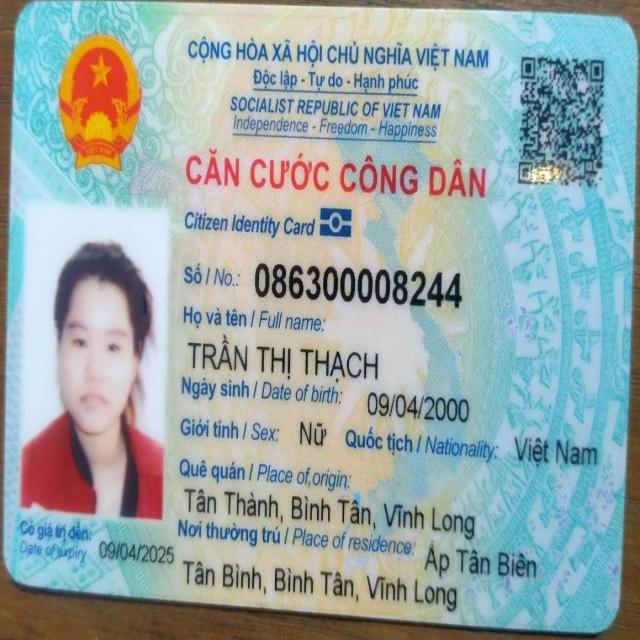 CỘNG HÒA XÃ HỘI CHỦ NGHĨA VIỆT NAM
Độc lập - Tự do - Hạnh phúc
SOCIALIST REPUBLIC OF VIET NAM
Independence - Freedom - Happiness
CĂN CƯỚC CÔNG DÂN
Citizen Identity Card
Số / No.: 086300008244
Họ và tên / Full name:
TRẦN THỊ THẠCH
Ngày sinh / Date of birth: 09/04/2000
Giới tính / Sex: Nữ Quốc tịch / Nationality: Việt Nam
Quê quán / Place of origin:
Tân Thành, Bình Tân, Vĩnh Long
Nơi thường trú / Place of residence: Ấp Tân Biên
Tân Bình, Bình Tân, Vĩnh Long
Có giá trị đến:
Date of expiry 09/04/2025
VIỆT NAM